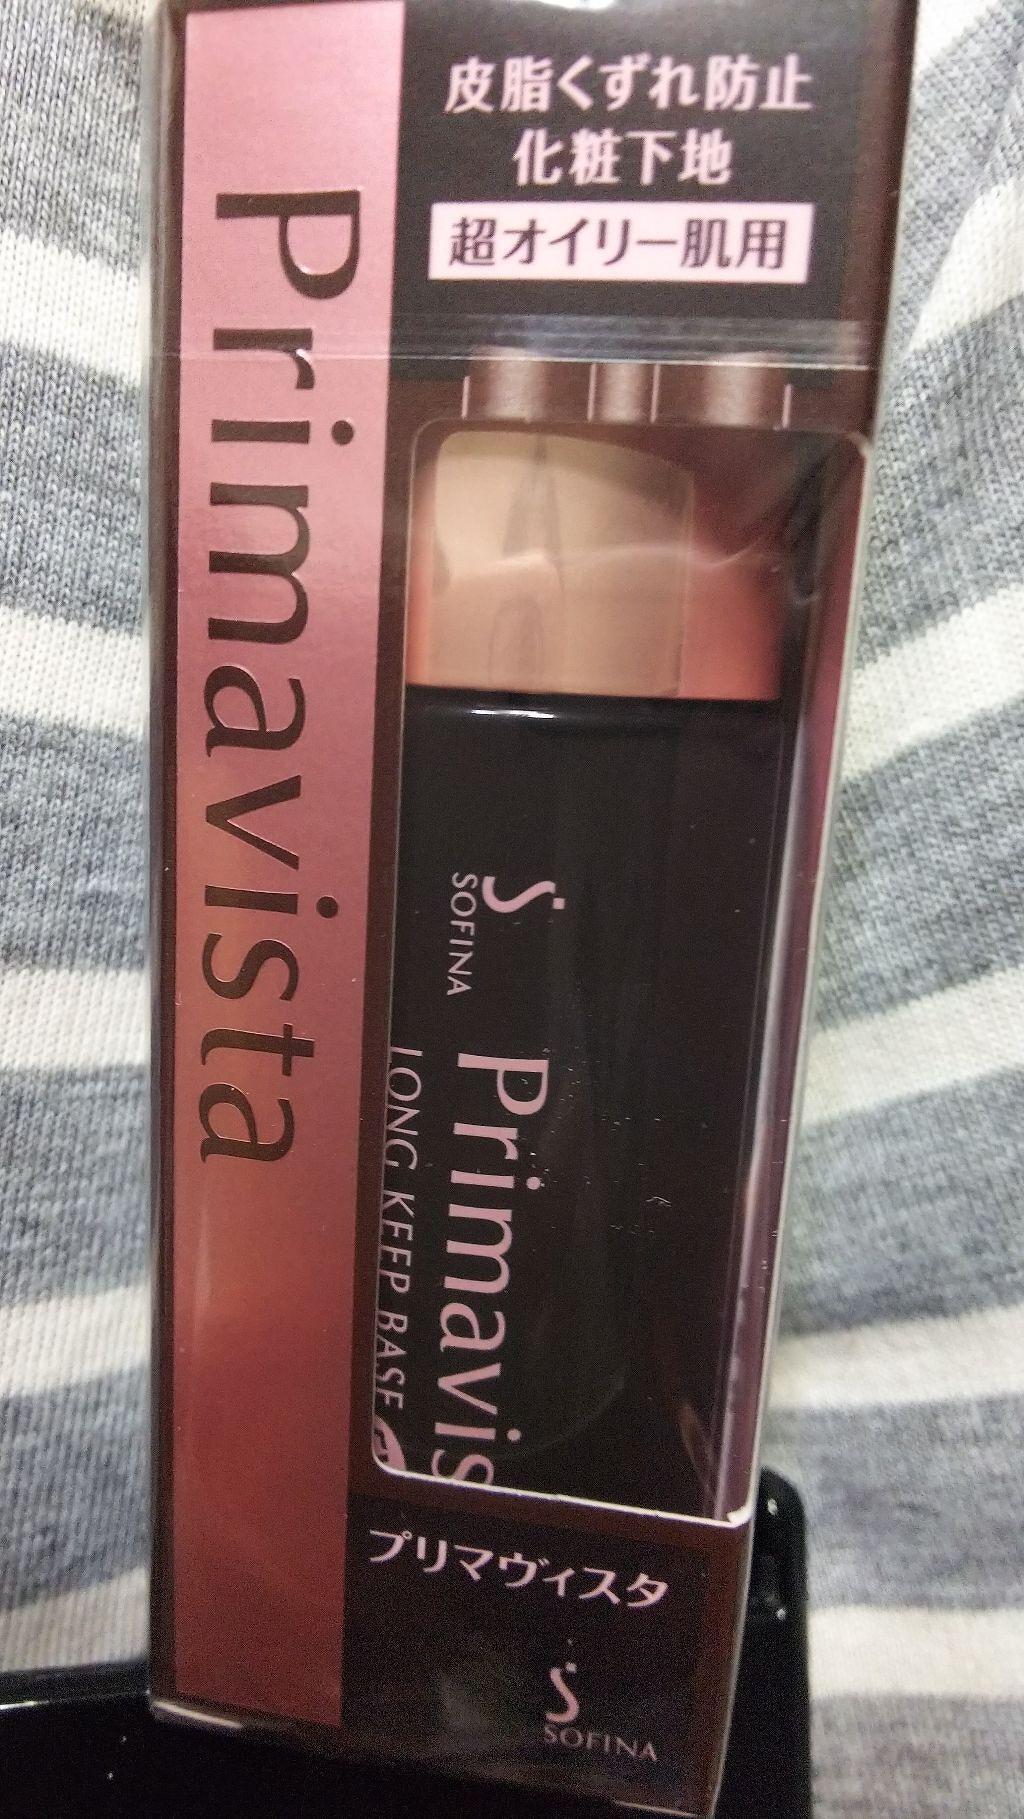 皮脂くずれ防止
化粧下地
超オイリー肌用
Primavista
S
SOFINA
Primavis
LONG KEEP BASE
プリマヴィスタ
S
SOFINA